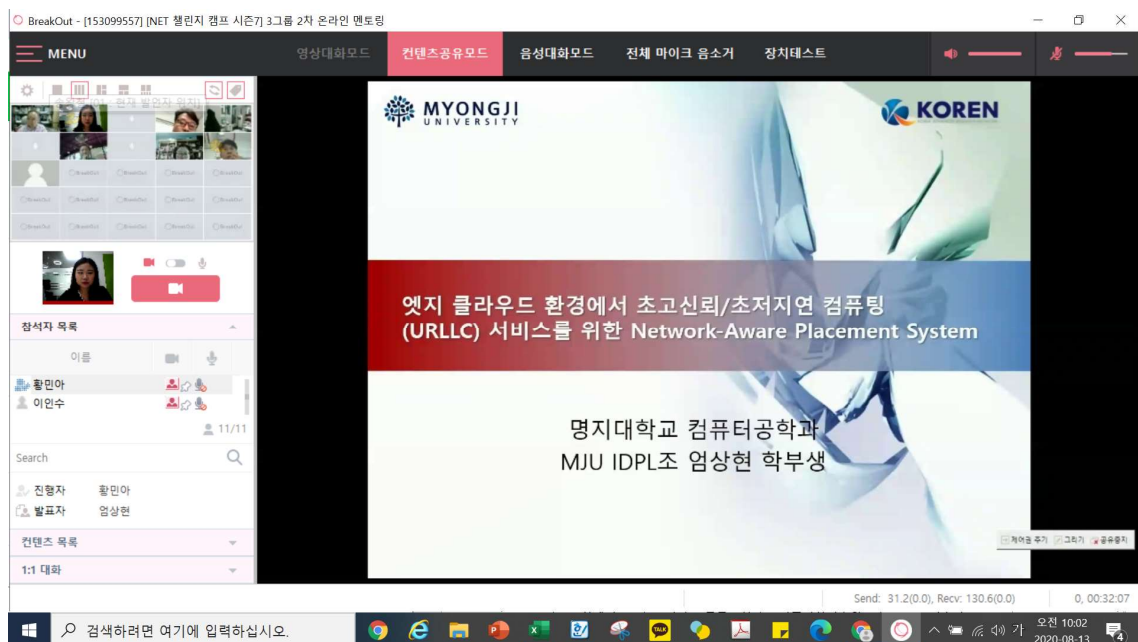 BreakOut - [153099557] [NET 챌린지 캠프 시즌7] 3그룹 2차 온라인 멘토링
MENU
영상대화모드
컨텐츠공유모드
음성대화모드
전체 마이크 음소거
장치테스트
MYONGJI
UNIVERSITY
KOREN
엣지 클라우드 환경에서 초고신뢰/초저지연 컴퓨팅
(URLLC) 서비스를 위한 Network-Aware Placement System
명지대학교 컴퓨터공학과
MJU IDPL조 엄상현 학부생
참석자 목록
이름
황민아
이인수
11/11
Search
진행자 황민아
발표자 엄상현
컨텐츠 목록
1:1 대화
제어권 주기 그리기 공유중지
Send: 31.2(0.0), Recv: 130.6(0.0)
0, 00:32:07
검색하려면 여기에 입력하십시오.
TALK
가
오전 10:02
2020-08-13
4